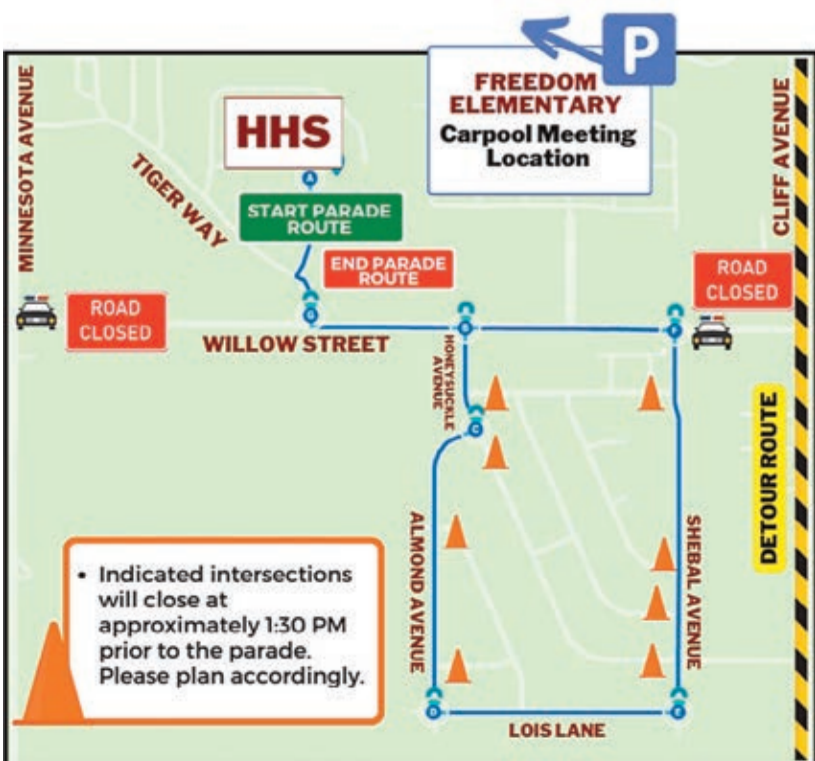 P
FREEDOM
ELEMENTARY
Carpool Meeting
Location
MINNESOTA AVENUE
TIGER WAY
HHS
A
START PARADE
ROUTE
END PARADE
ROUTE
CLIFF AVENUE
ROAD
CLOSED
ROAD
CLOSED
G
WILLOW STREET
F
HONEYSUCKLE
AVENUE
C
DETOUR ROUTE
ALMOND AVENUE
SHEBAL AVENUE
• Indicated intersections
will close at
approximately 1:30 PM
prior to the parade.
Please plan accordingly.
D
E
LOIS LANE